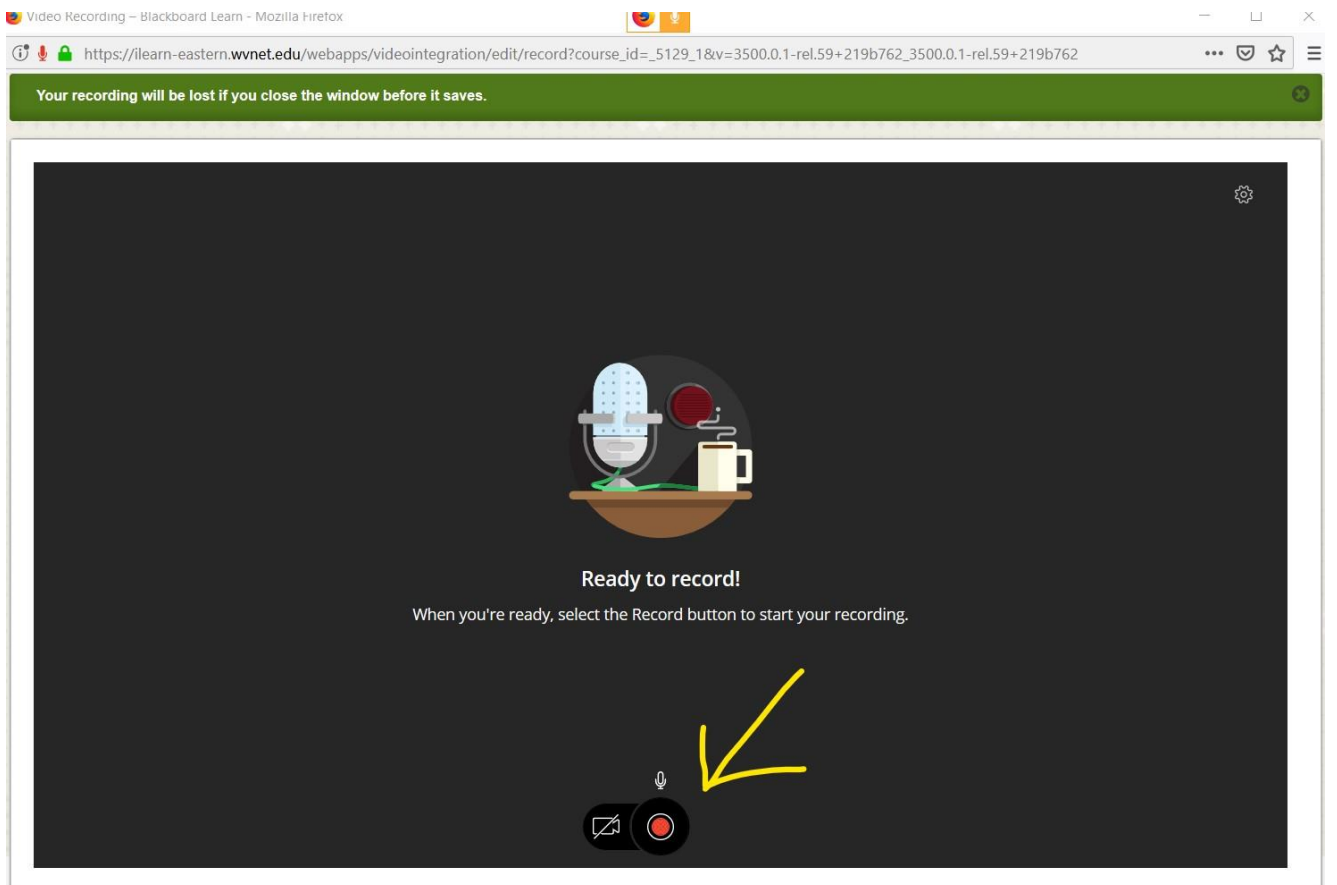 Video Recording – Blackboard Learn - Mozilla Firefox
https://ilearn-eastern.wvnet.edu/webapps/videointegration/edit/record?course_id=_5129_1&v=3500.0.1-rel.59+219b762_3500.0.1-rel.59+219b762
Your recording will be lost if you close the window before it saves.
Ready to record!
When you're ready, select the Record button to start your recording.